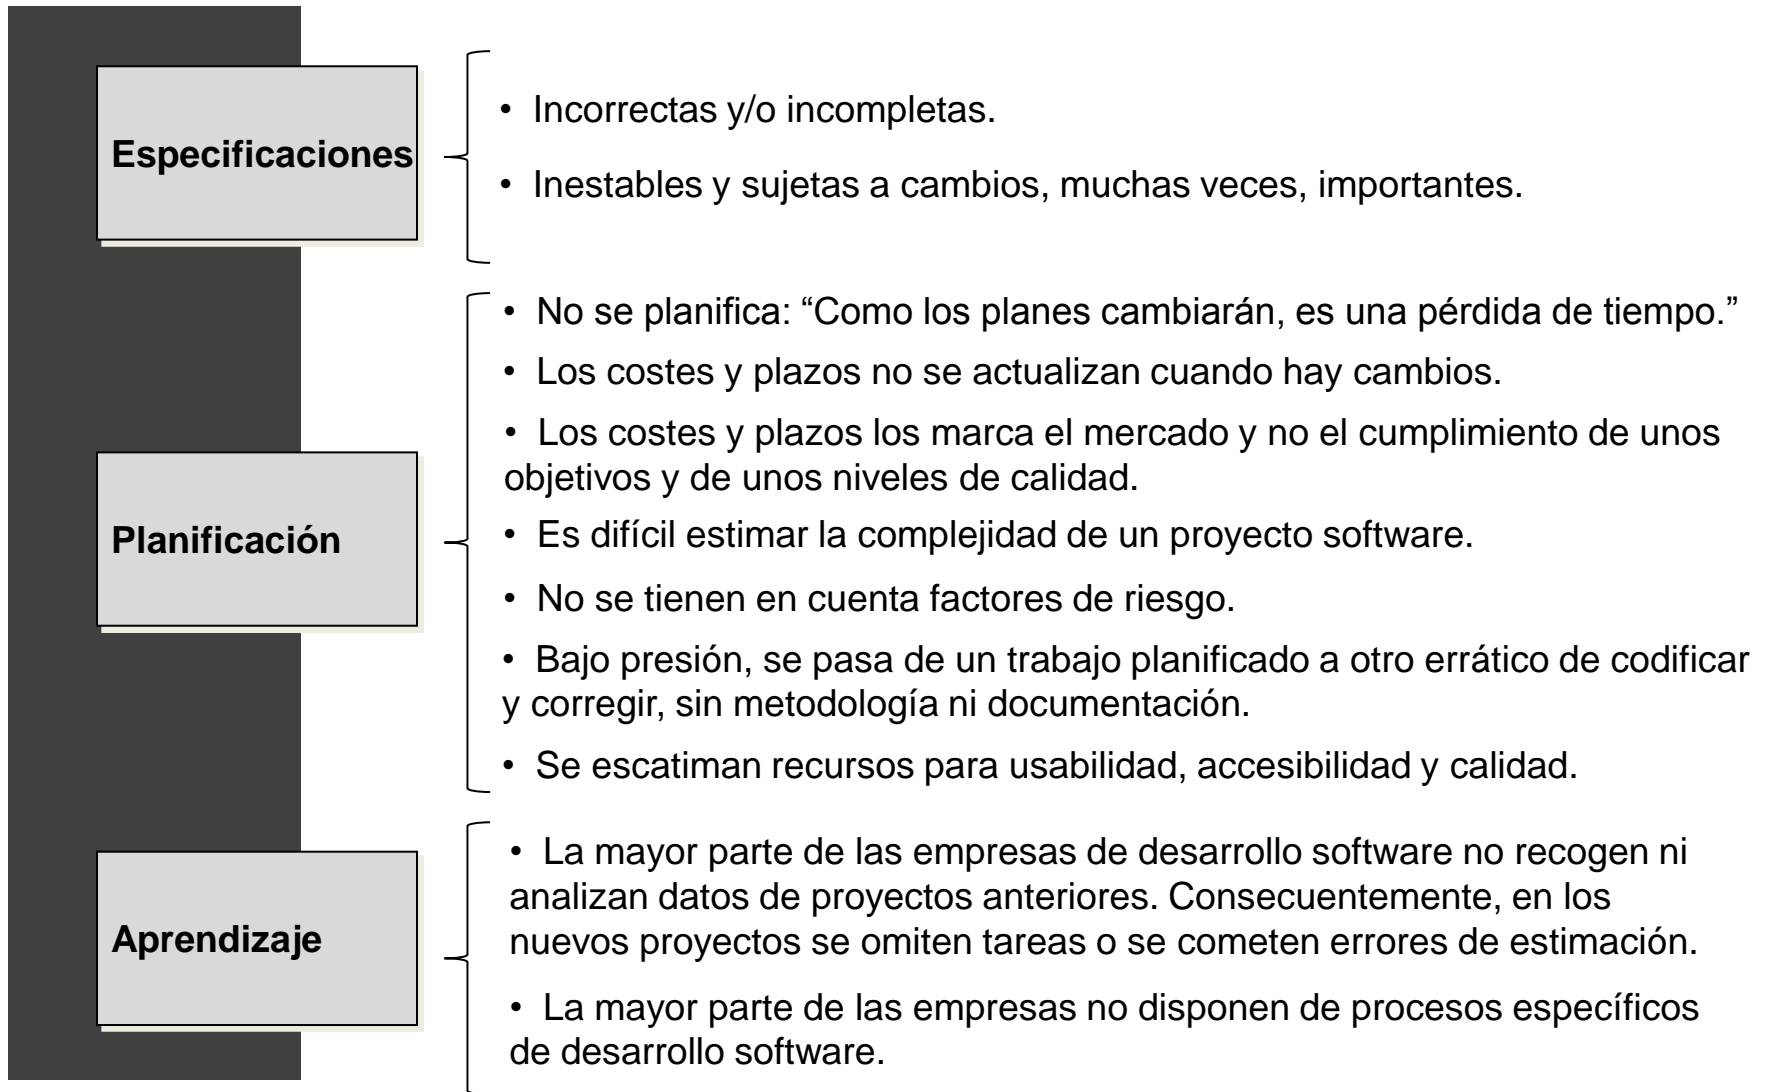 Especificaciones
• Incorrectas y/o incompletas.
• Inestables y sujetas a cambios, muchas veces, importantes.
Planificación
• No se planifica: “Como los planes cambiarán, es una pérdida de tiempo.”
• Los costes y plazos no se actualizan cuando hay cambios.
• Los costes y plazos los marca el mercado y no el cumplimiento de unos
objetivos y de unos niveles de calidad.
• Es difícil estimar la complejidad de un proyecto software.
• No se tienen en cuenta factores de riesgo.
• Bajo presión, se pasa de un trabajo planificado a otro errático de codificar
y corregir, sin metodología ni documentación.
• Se escatiman recursos para usabilidad, accesibilidad y calidad.
Aprendizaje
• La mayor parte de las empresas de desarrollo software no recogen ni
analizan datos de proyectos anteriores. Consecuentemente, en los
nuevos proyectos se omiten tareas o se cometen errores de estimación.
• La mayor parte de las empresas no disponen de procesos específicos
de desarrollo software.